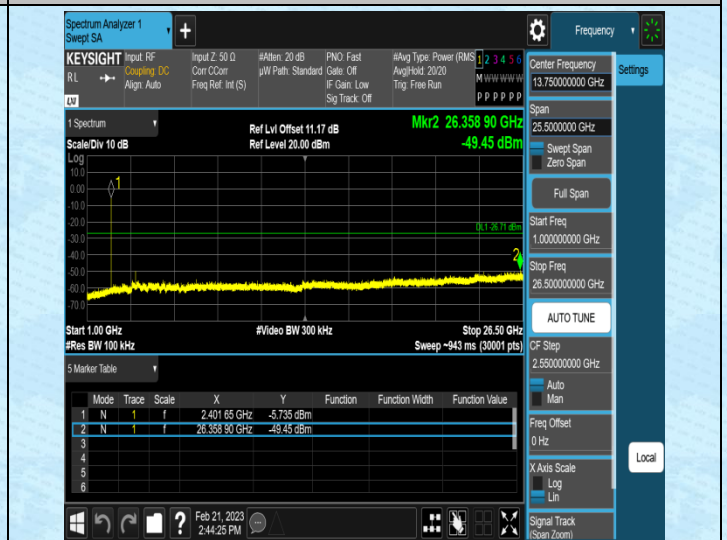 Spectrum Analyzer 1
Swept SA
+
Frequency
KEYSIGHT
RL
LXI
Input: RF
Coupling: DC
Align: Auto
Input Z: 50 Ω
Corr CCorr
Freq Ref: Int (S)
#Atten: 20 dB
µW Path: Standard
PNO: Fast
Gate: Off
IF Gain: Low
Sig Track: Off
#Avg Type: Power (RMS
Avg|Hold: 20/20
Trig: Free Run
1 2 3 4 5 6
M W W W W W
P P P P P P
1 Spectrum
Scale/Div 10 dB
Log
Ref Lvl Offset 11.17 dB
Ref Level 20.00 dBm
Mkr2 26.358 90 GHz
-49.45 dBm
10.0
0.00
-10.0
-20.0
-30.0
-40.0
-50.0
-60.0
-70.0
1
DL1 -26.71 dBm
2
Start 1.00 GHz
#Res BW 100 kHz
#Video BW 300 kHz
Stop 26.50 GHz
Sweep ~943 ms (30001 pts)
5 Marker Table
Mode Trace Scale X Y Function Function Width Function Value
1 N 1 f 2.401 65 GHz -5.735 dBm
2 N 1 f 26.358 90 GHz -49.45 dBm
3
4
5
6
Center Frequency
13.75000000 GHz
Span
25.5000000 GHz
Swept Span
Zero Span
Full Span
Start Freq
1.000000000 GHz
Stop Freq
26.500000000 GHz
AUTO TUNE
CF Step
2.550000000 GHz
Auto
Man
Freq Offset
0 Hz
X Axis Scale
Log
Lin
Signal Track
(Span Zoom)
Settings
Local
?
Feb 21, 2023
2:44:25 PM